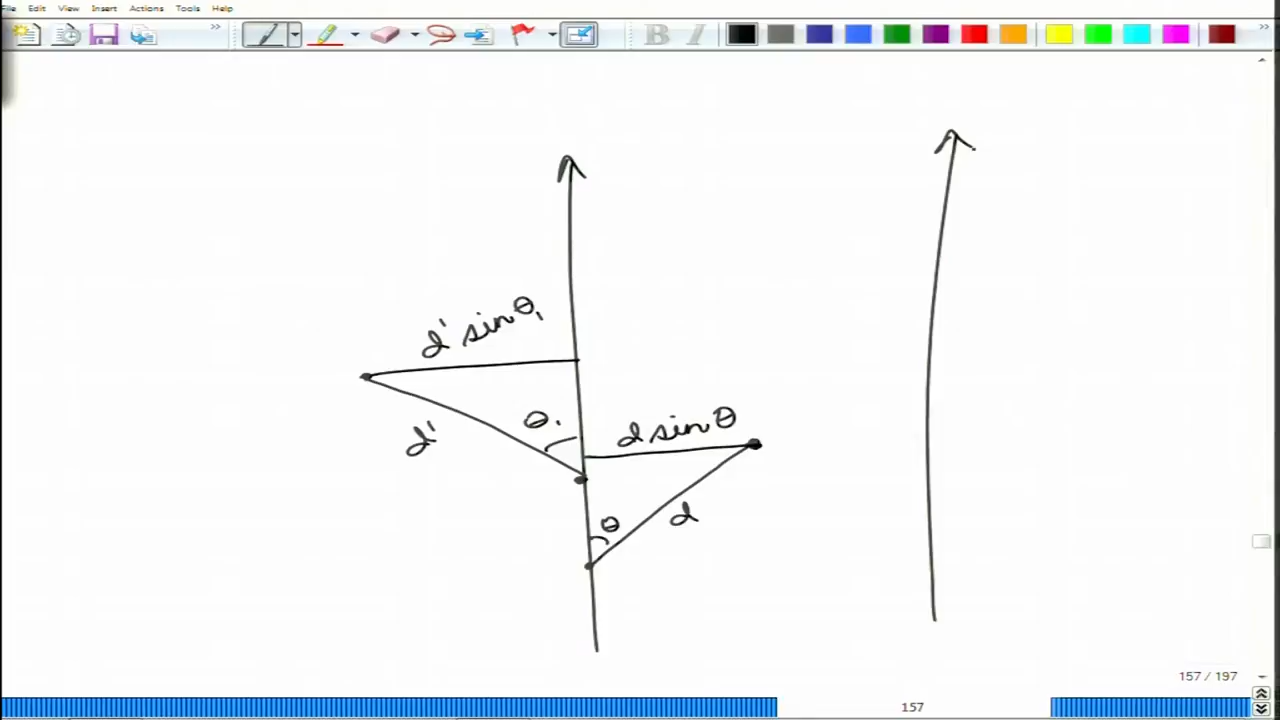 File Edit View Insert Actions Tools Help
B I
d' sin θ₁
θ₁
d'
d sin θ
θ
d
157 / 197
157